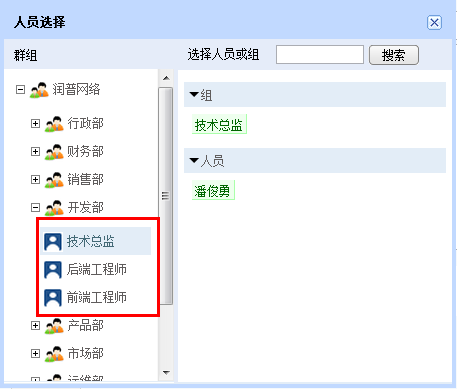 人员选择
群组
选择人员或组 搜索
润普网络
行政部
财务部
销售部
开发部
技术总监
后端工程师
前端工程师
产品部
市场部
运维部
组
技术总监
人员
潘俊勇